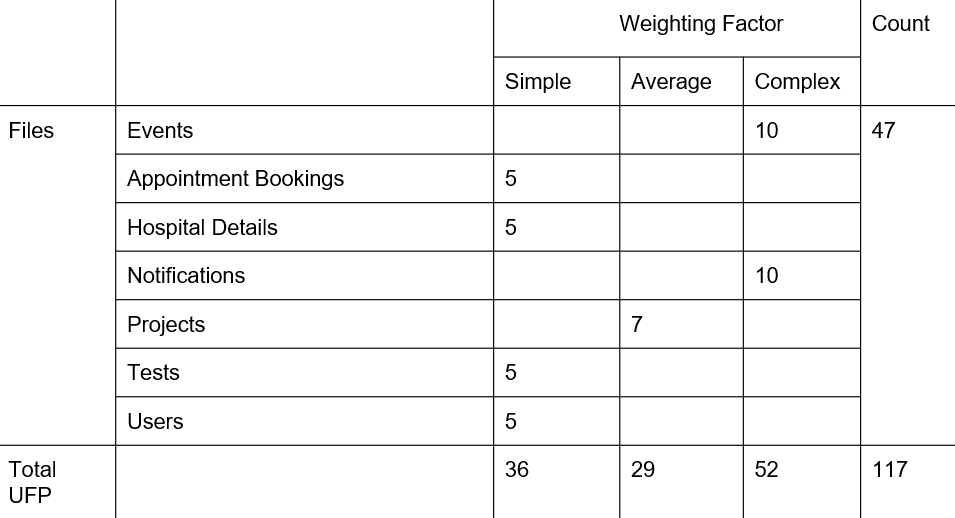 Weighting Factor Count
Simple Average Complex
Files Events 10 47
Appointment Bookings 5
Hospital Details 5
Notifications 10
Projects 7
Tests 5
Users 5
Total 36 29 52 117
UFP